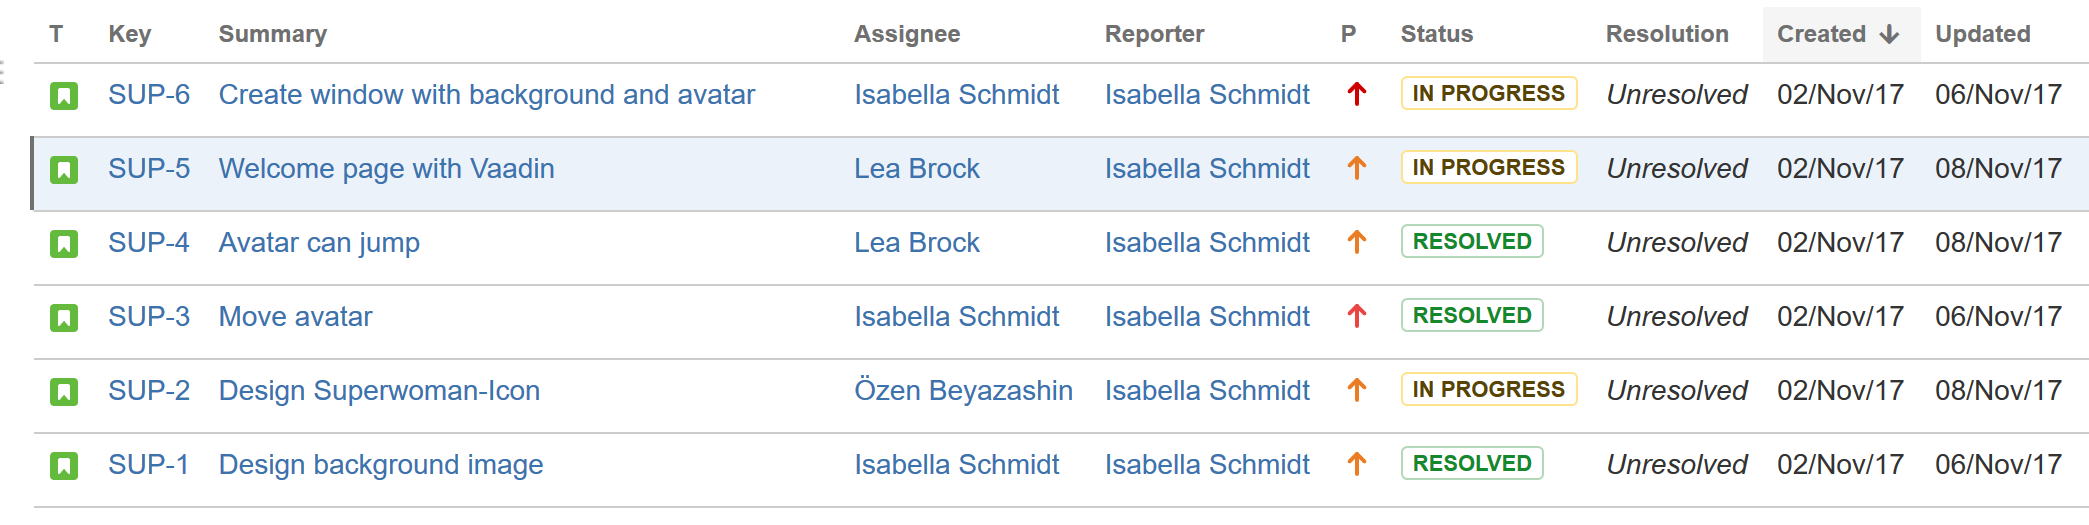 T Key Summary Assignee Reporter P Status Resolution Created ↓ Updated
SUP-6 Create window with background and avatar Isabella Schmidt Isabella Schmidt IN PROGRESS Unresolved 02/Nov/17 06/Nov/17
SUP-5 Welcome page with Vaadin Lea Brock Isabella Schmidt IN PROGRESS Unresolved 02/Nov/17 08/Nov/17
SUP-4 Avatar can jump Lea Brock Isabella Schmidt RESOLVED Unresolved 02/Nov/17 08/Nov/17
SUP-3 Move avatar Isabella Schmidt Isabella Schmidt RESOLVED Unresolved 02/Nov/17 06/Nov/17
SUP-2 Design Superwoman-Icon Özen Beyazashin Isabella Schmidt IN PROGRESS Unresolved 02/Nov/17 08/Nov/17
SUP-1 Design background image Isabella Schmidt Isabella Schmidt RESOLVED Unresolved 02/Nov/17 06/Nov/17